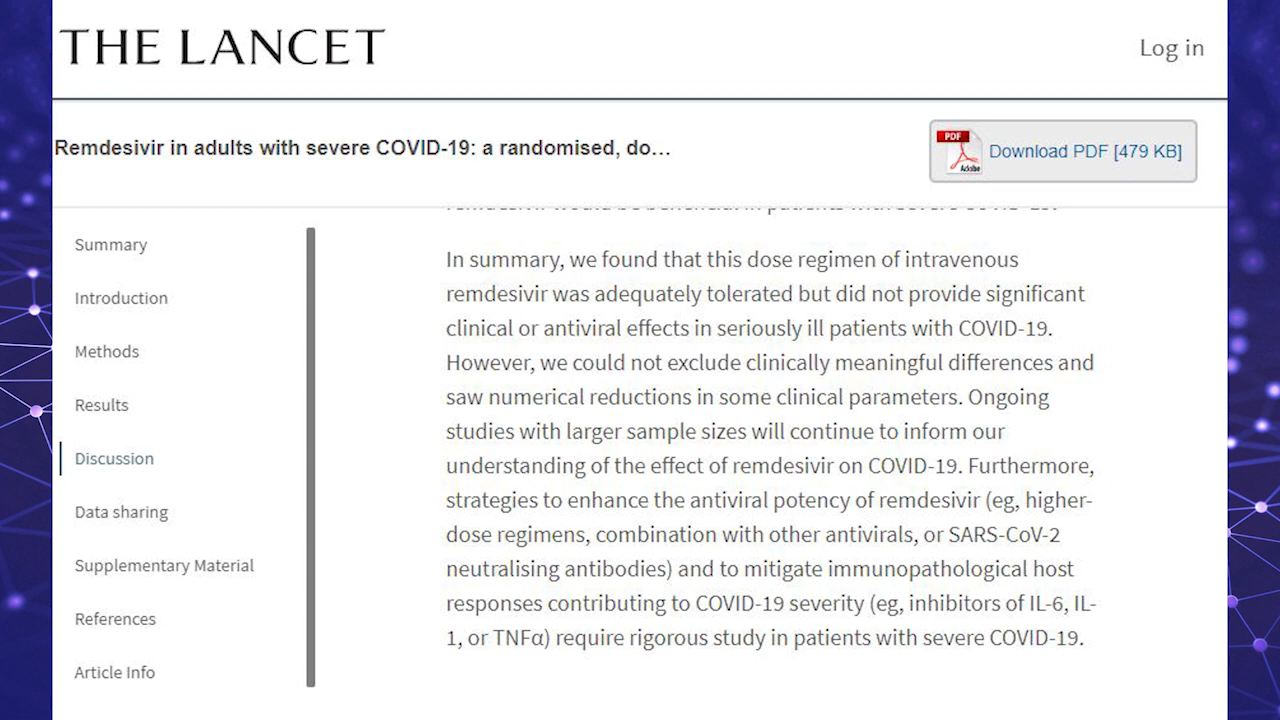 THE LANCET
Log in
Remdesivir in adults with severe COVID-19: a randomised, do...
PDF
Adobe
Download PDF [479 KB]
Summary
Introduction
Methods
Results
Discussion
Data sharing
Supplementary Material
References
Article Info
In summary, we found that this dose regimen of intravenous
remdesivir was adequately tolerated but did not provide significant
clinical or antiviral effects in seriously ill patients with COVID-19.
However, we could not exclude clinically meaningful differences and
saw numerical reductions in some clinical parameters. Ongoing
studies with larger sample sizes will continue to inform our
understanding of the effect of remdesivir on COVID-19. Furthermore,
strategies to enhance the antiviral potency of remdesivir (eg, higher-
dose regimens, combination with other antivirals, or SARS-CoV-2
neutralising antibodies) and to mitigate immunopathological host
responses contributing to COVID-19 severity (eg, inhibitors of IL-6, IL-
1, or TNFα) require rigorous study in patients with severe COVID-19.